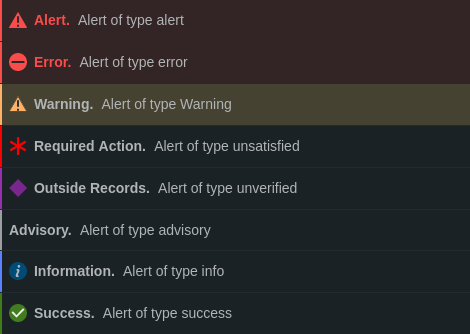 Alert. Alert of type alert
Error. Alert of type error
Warning. Alert of type Warning
Required Action. Alert of type unsatisfied
Outside Records. Alert of type unverified
Advisory. Alert of type advisory
Information. Alert of type info
Success. Alert of type success